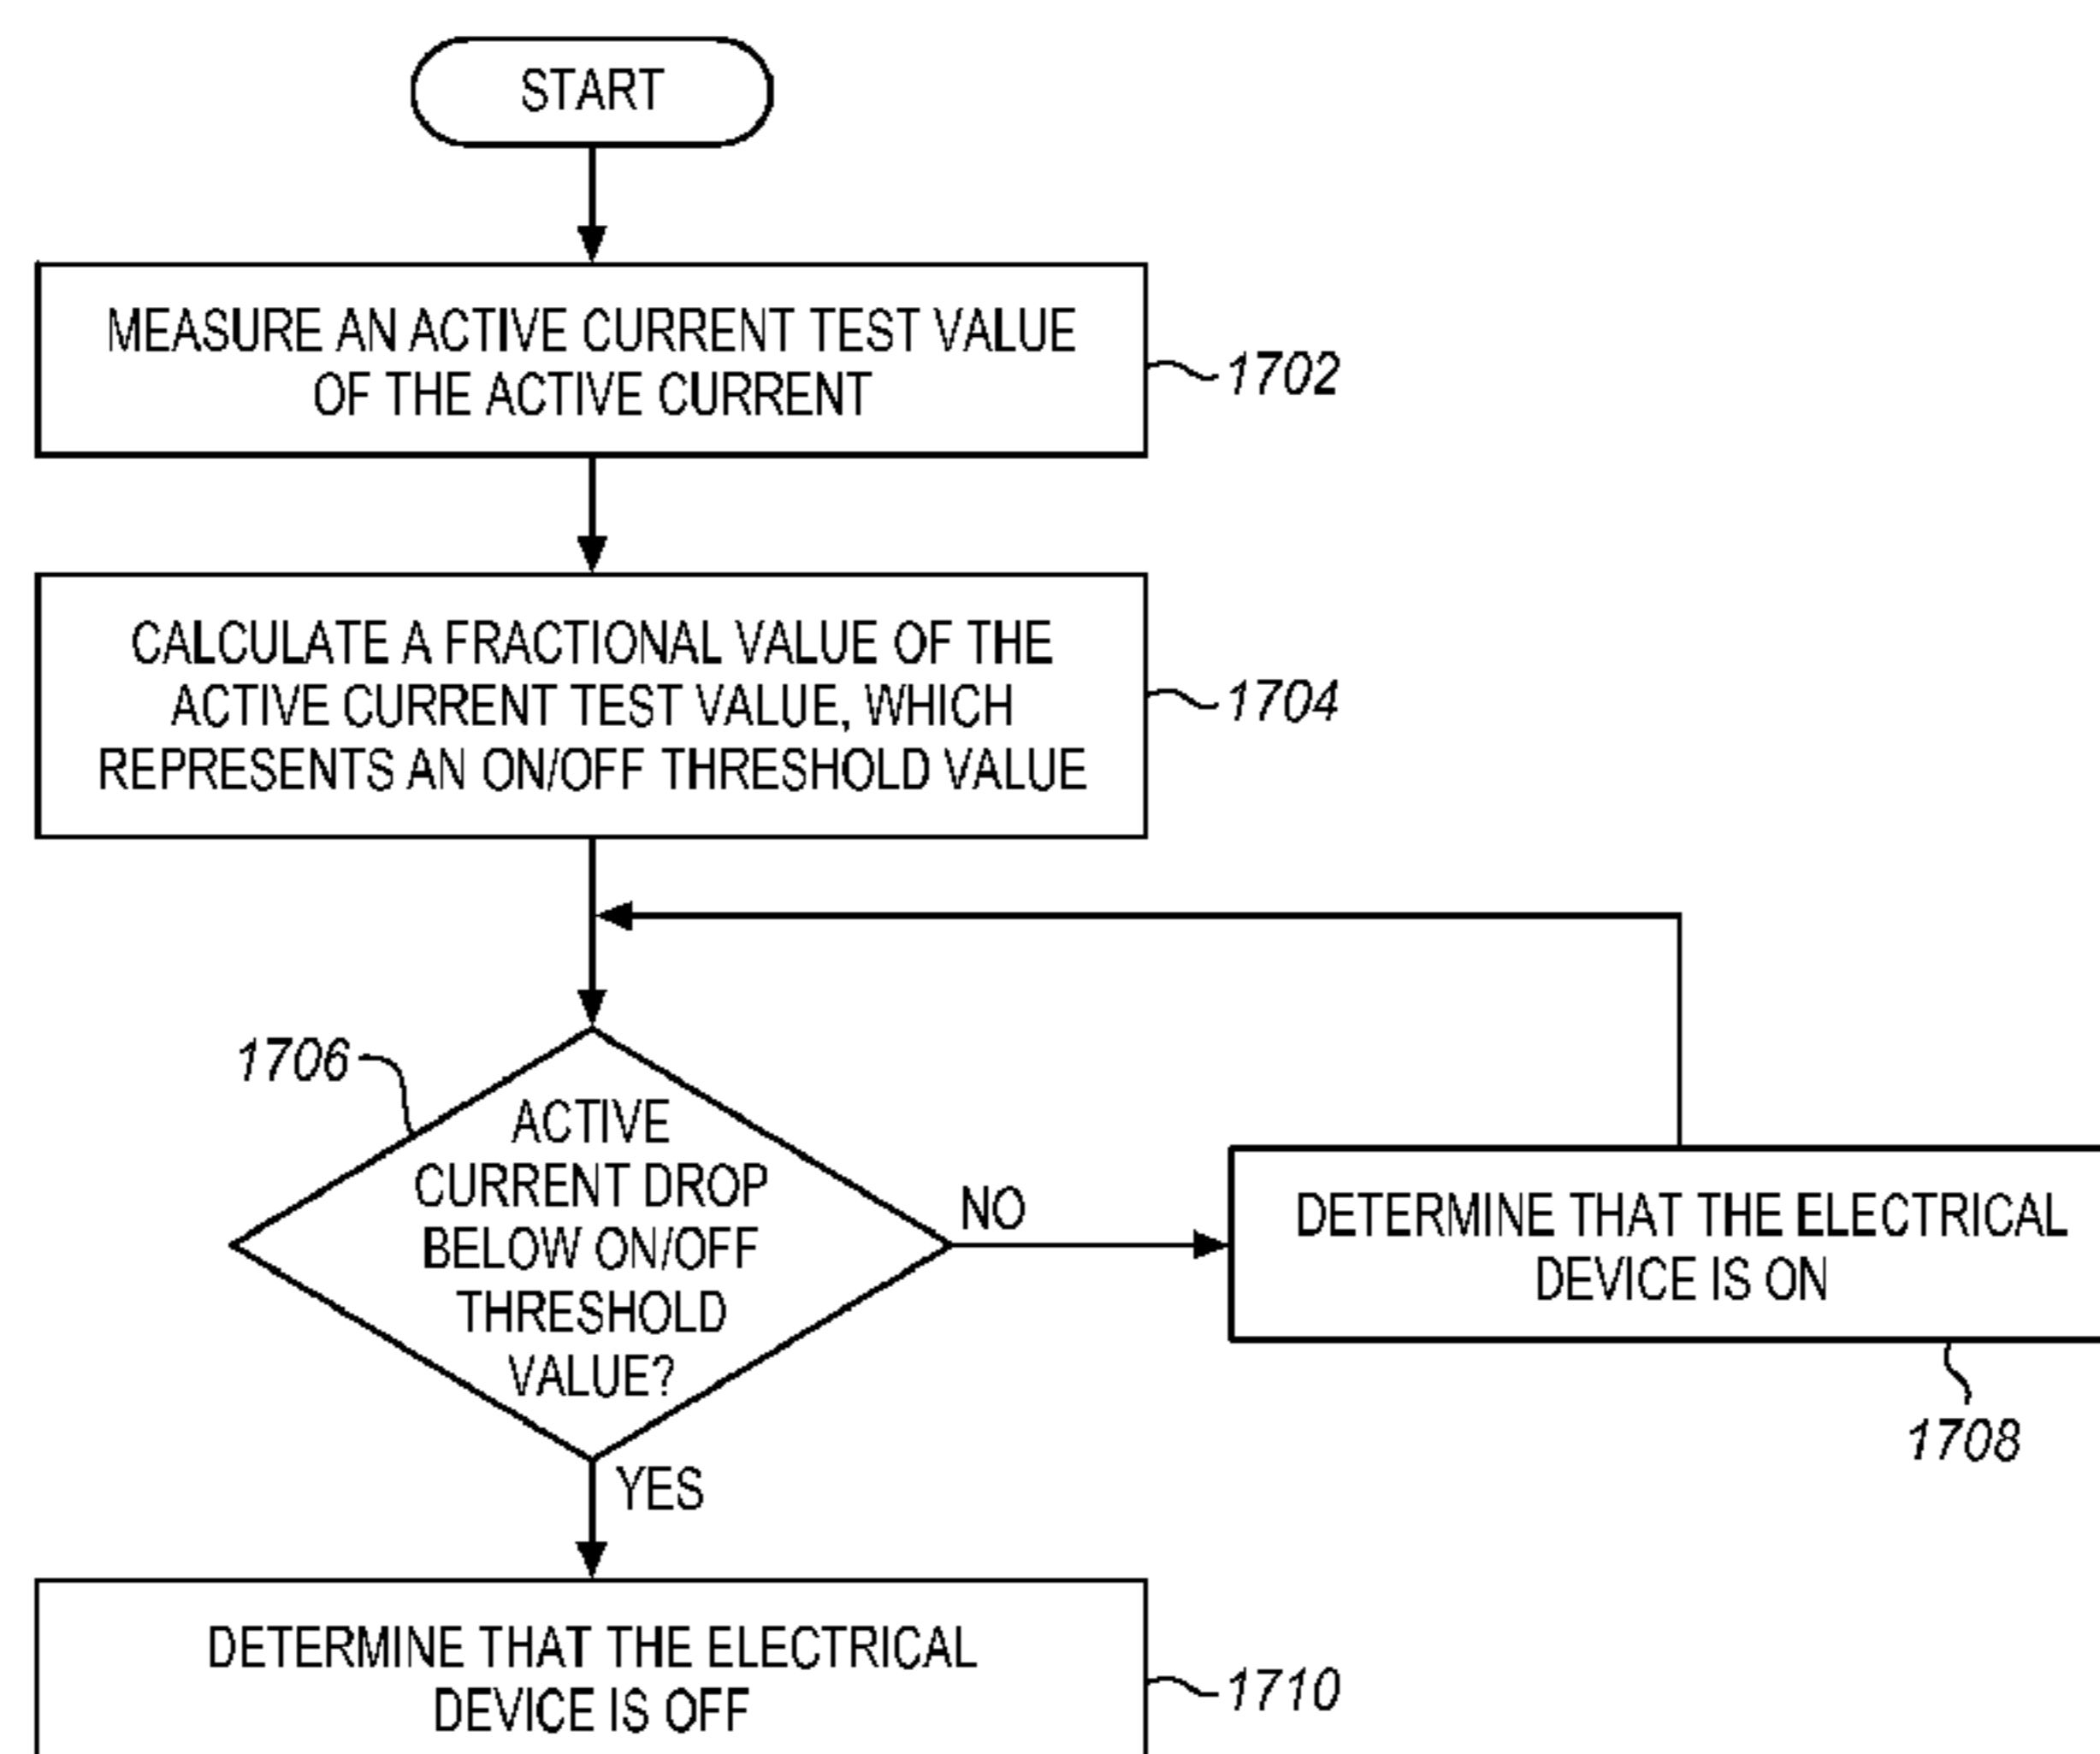 START
MEASURE AN ACTIVE CURRENT TEST VALUE
OF THE ACTIVE CURRENT
1702
CALCULATE A FRACTIONAL VALUE OF THE
ACTIVE CURRENT TEST VALUE, WHICH
REPRESENTS AN ON/OFF THRESHOLD VALUE
1704
1706
ACTIVE
CURRENT DROP
BELOW ON/OFF
THRESHOLD
VALUE?
NO
DETERMINE THAT THE ELECTRICAL
DEVICE IS ON
1708
YES
DETERMINE THAT THE ELECTRICAL
DEVICE IS OFF
1710